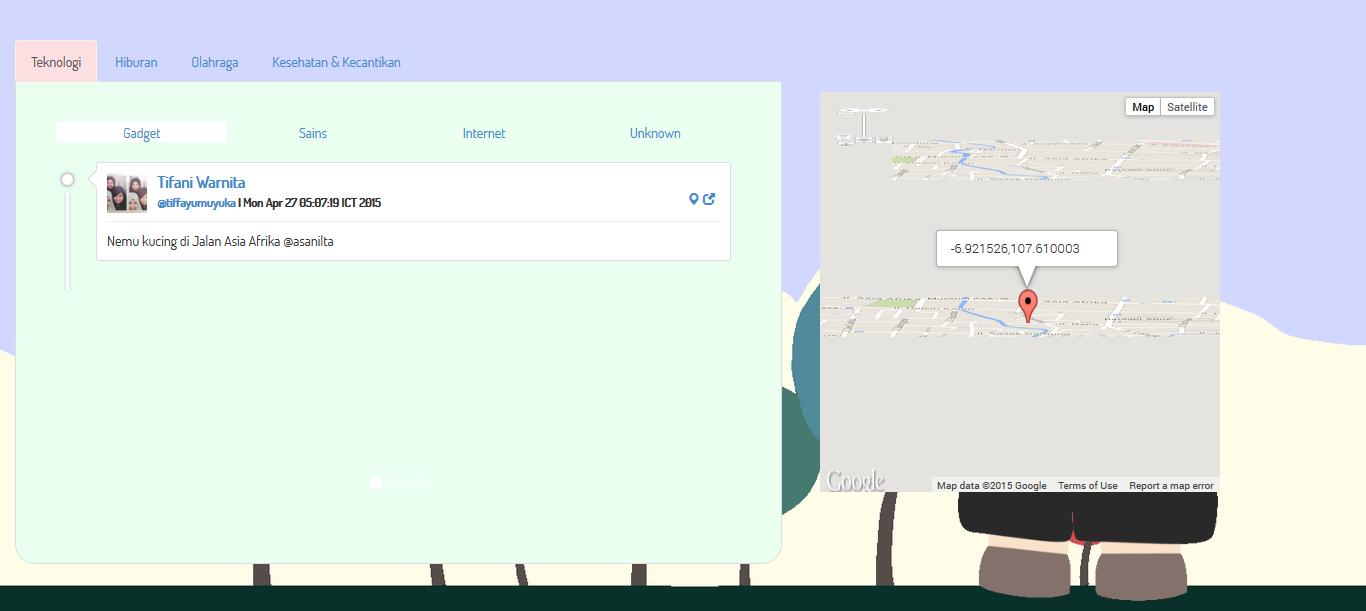 Teknologi Hiburan Olahraga Kesehatan & Kecantikan
Gadget Sains Internet Unknown
Tifani Warnita
@tiffayumuyuka | Mon Apr 27 05:07:19 ICT 2015
Nemu kucing di Jalan Asia Afrika @asanilta
Map Satellite
-6.921526,107.610003
Google
Map data ©2015 Google Terms of Use Report a map error